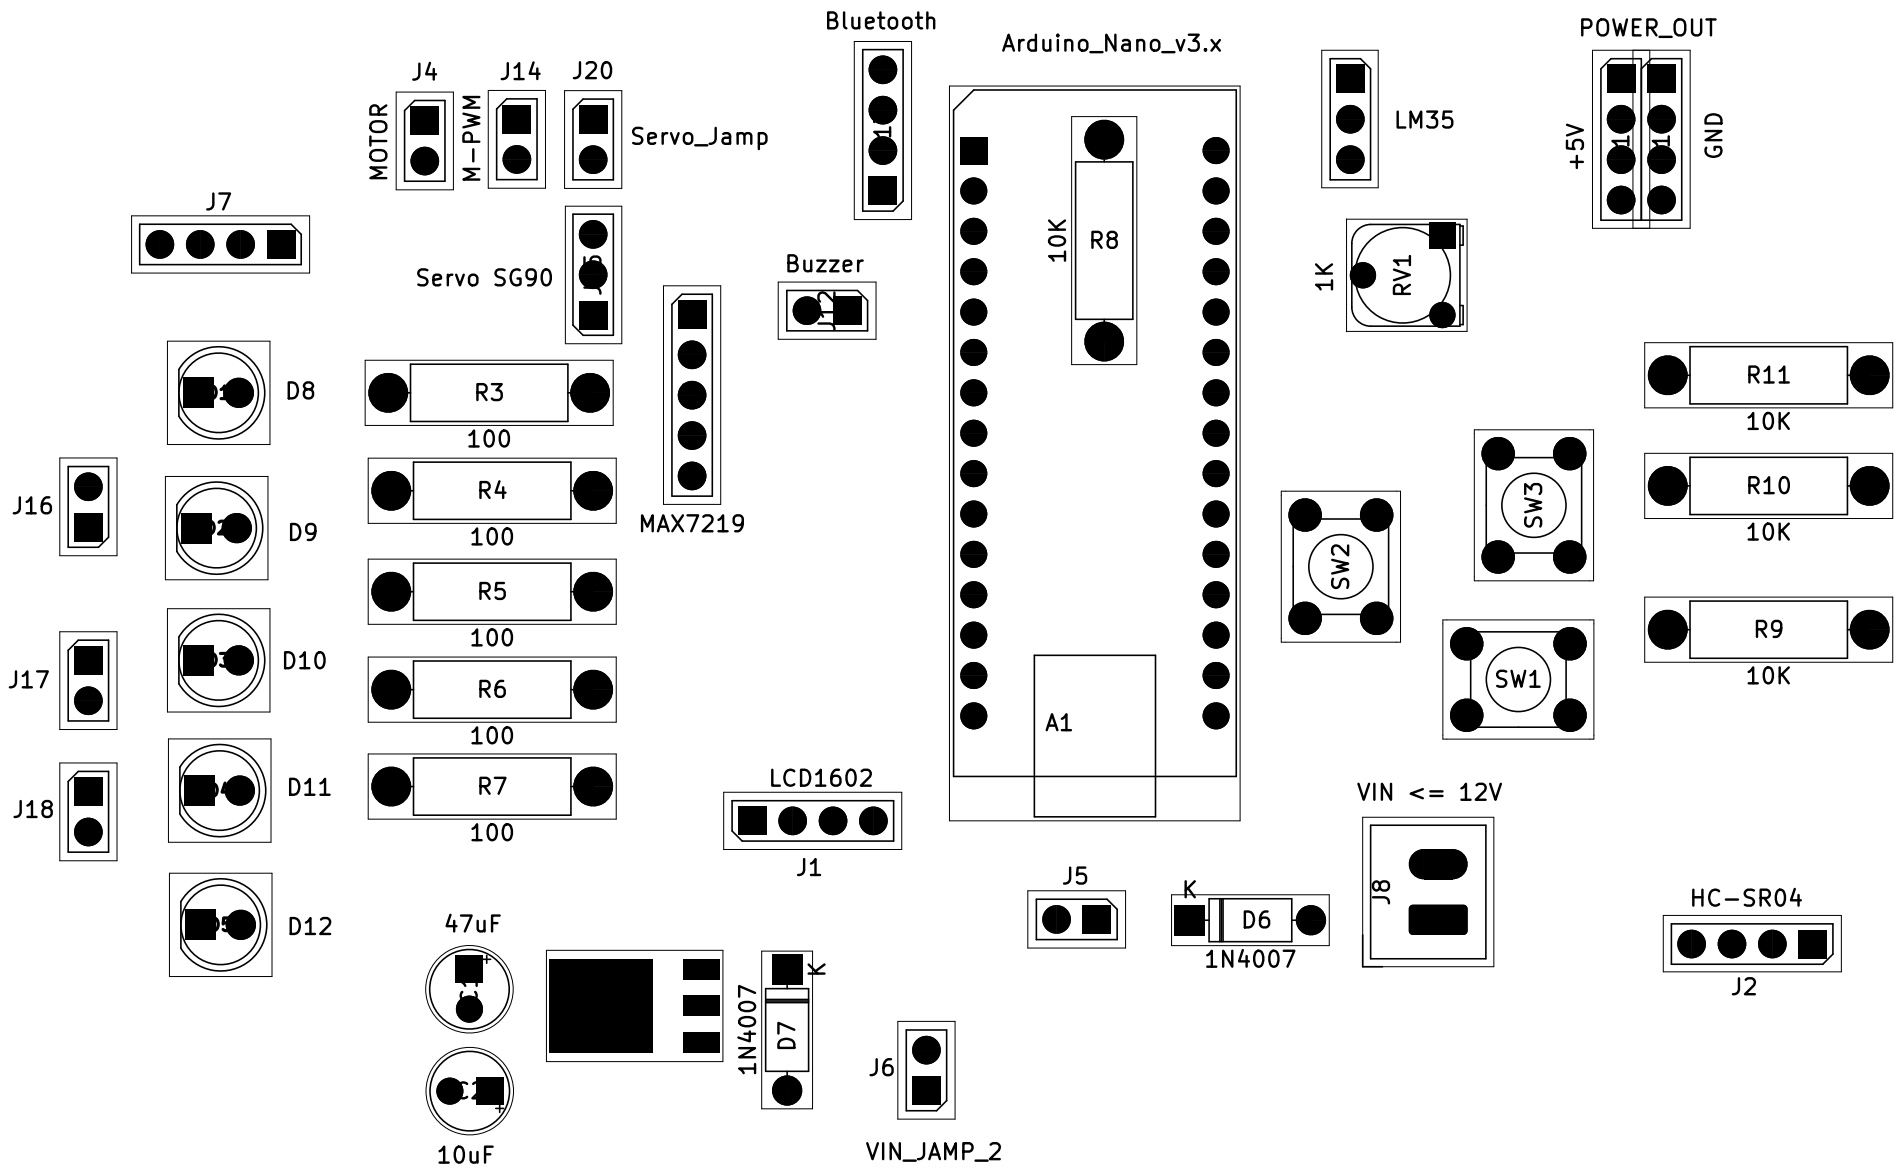 Bluetooth
POWER_OUT
Arduino_Nano_v3.x
J4
J14
J20
MOTOR
M-PWM
Servo_Jamp
LM35
+5V
GND
J7
10K
R8
Servo SG90
Buzzer
J12
1K
RV1
D8
R3
100
R11
10K
J16
D9
R4
100
MAX7219
SW3
R10
10K
R5
100
SW2
J17
D10
R6
100
SW1
R9
10K
A1
J18
D11
R7
100
LCD1602
J1
VIN <= 12V
J5
K
D6
1N4007
J8
HC-SR04
J2
D12
47uF
+
K
1N4007
D7
J6
C2
+
10uF
VIN_JAMP_2